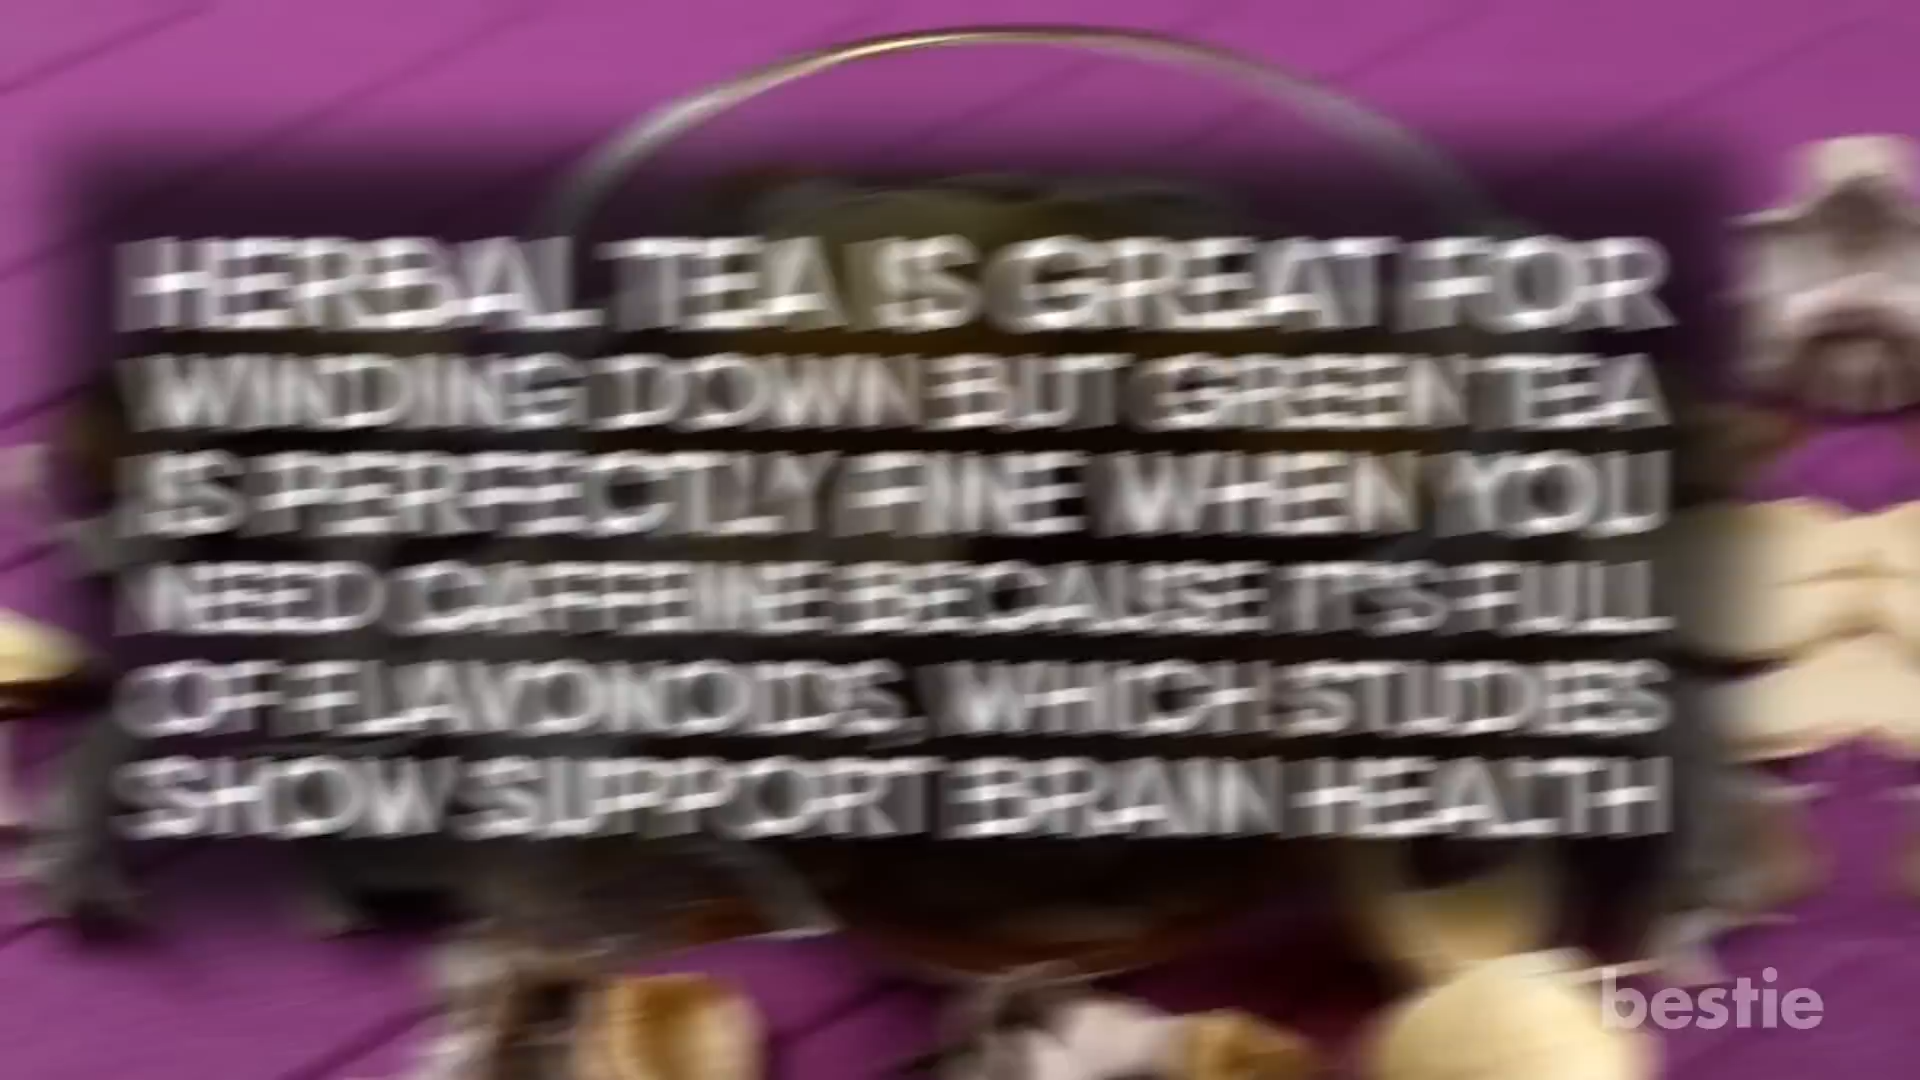 HERBAL TEA IS GREAT FOR
WINDING DOWN BUT GREEN TEA
IS PERFECTLY FINE WHEN YOU
NEED CAFFEINE BECAUSE IT'S FULL
OF FLAVONOIDS, WHICH STUDIES
SHOW SUPPORT BRAIN HEALTH
bestie